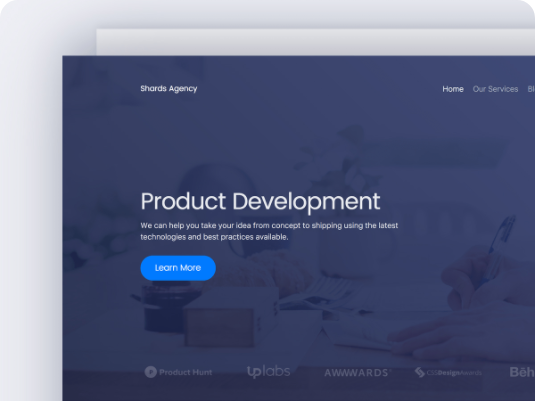 Shards Agency
Home Our Services Bl
Product Development
We can help you take your idea from concept to shipping using the latest
technologies and best practices available.
Learn More
Product Hunt
uplabs
AWWWARDS
CSSDesignAwards
Bēh